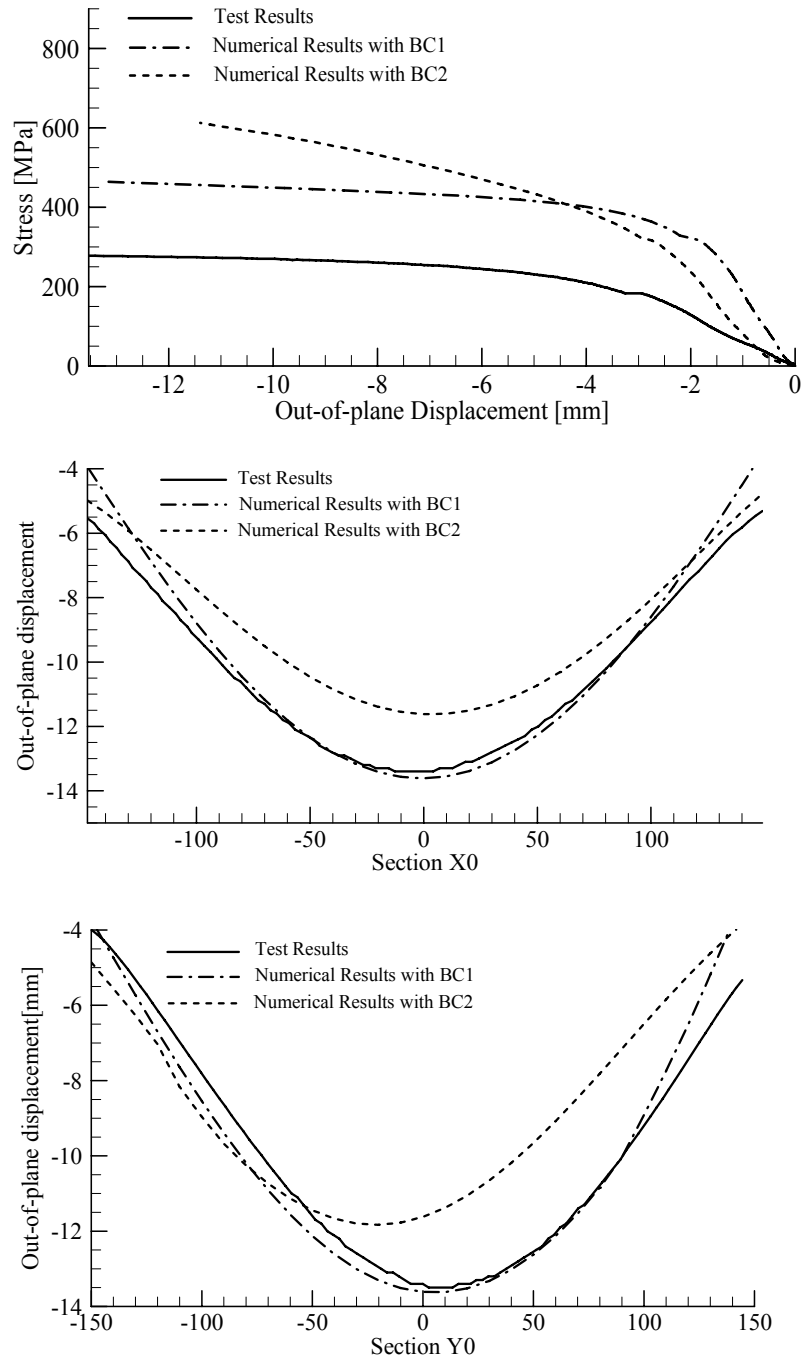 Test Results
Numerical Results with BC1
Numerical Results with BC2
800
600
400
200
0
Stress [MPa]
-12
-10
-8
-6
-4
-2
0
Out-of-plane Displacement [mm]
-4
-6
-8
-10
-12
-14
Out-of-plane displacement
Test Results
Numerical Results with BC1
Numerical Results with BC2
-100
-50
0
50
100
Section X0
-4
-6
-8
-10
-12
-14
Out-of-plane displacement[mm]
Test Results
Numerical Results with BC1
Numerical Results with BC2
-150
-100
-50
0
50
100
150
Section Y0